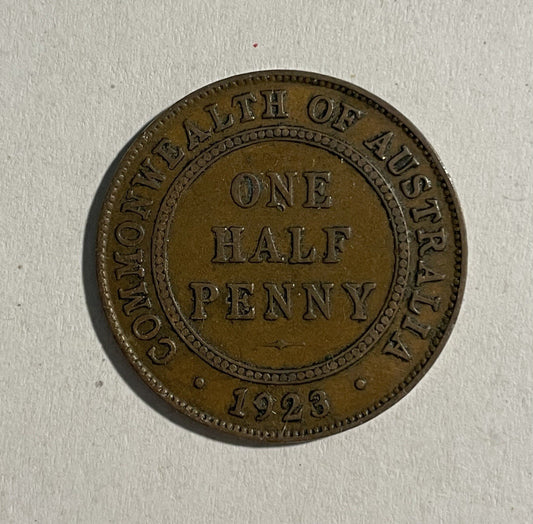 COMMONWEALTH OF AUSTRALIA
ONE
HALF
PENNY
1923